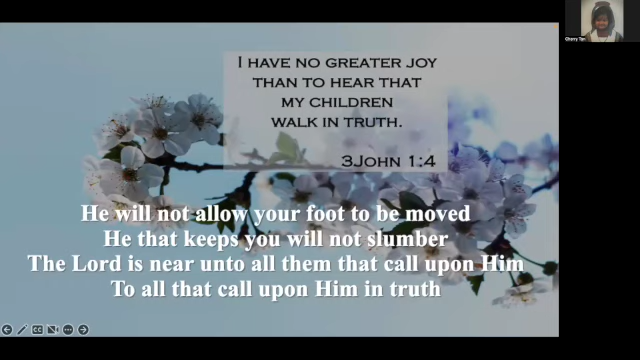 I HAVE NO GREATER JOY
THAN TO HEAR THAT
MY CHILDREN
WALK IN TRUTH.
3JOHN 1:4
He will not allow your foot to be moved
He that keeps you will not slumber
The Lord is near unto all them that call upon Him
To all that call upon Him in truth
Cherry Tan